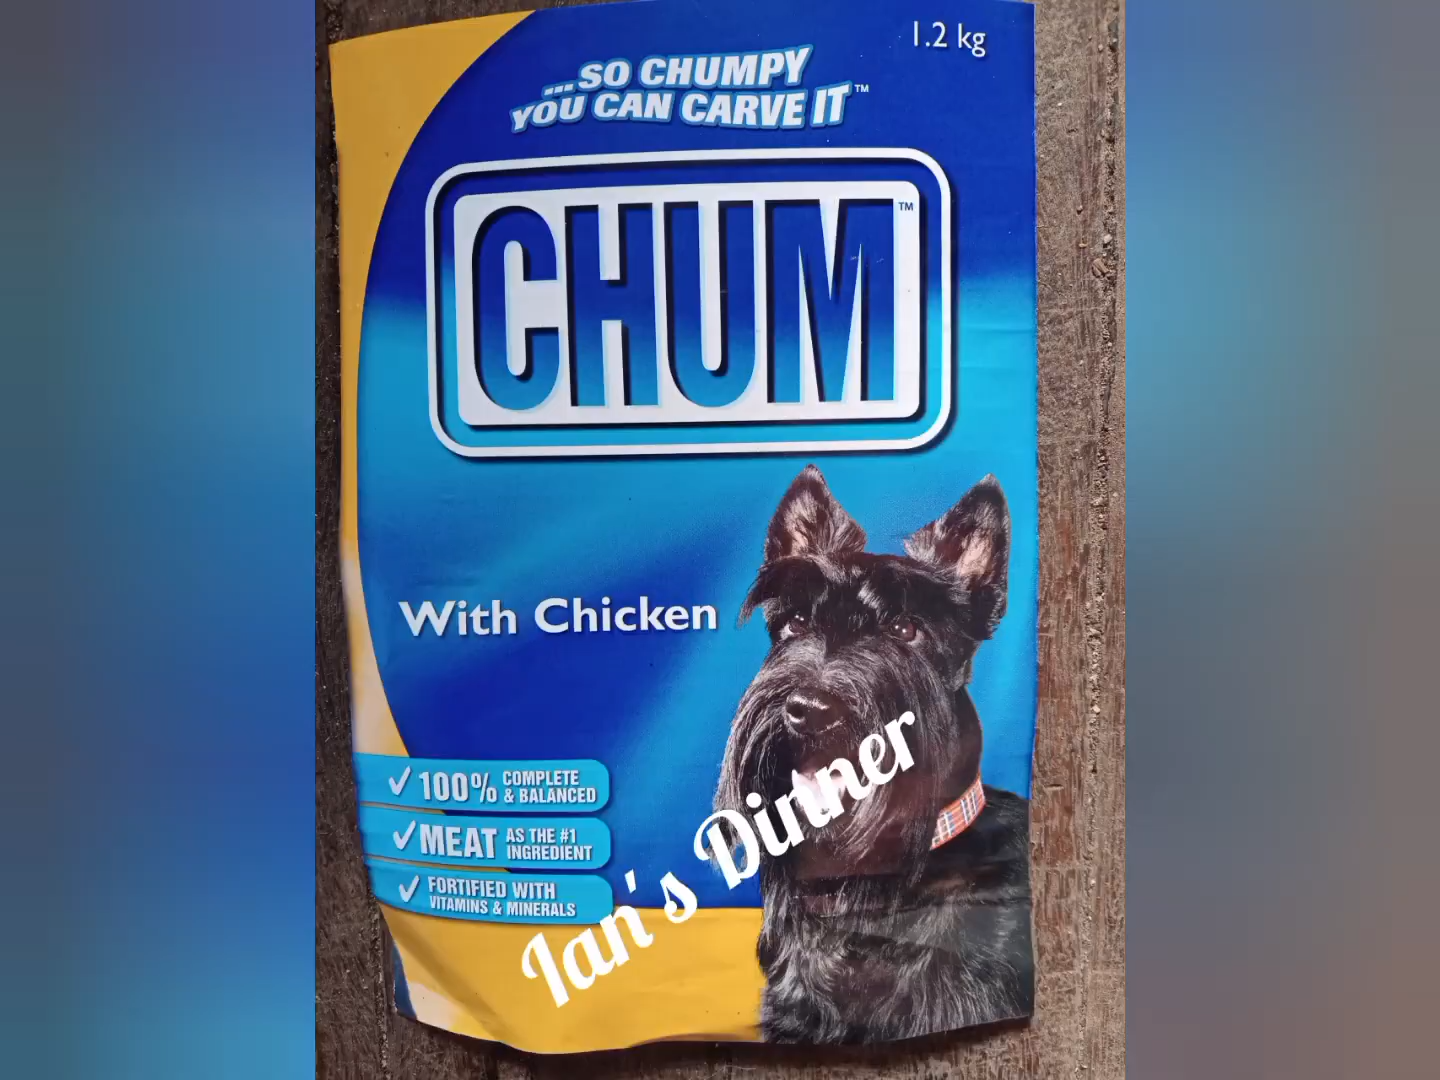 1.2 kg
...SO CHUMPY
YOU CAN CARVE IT™
CHUM™
With Chicken
100% COMPLETE
& BALANCED
MEAT AS THE #1
INGREDIENT
FORTIFIED WITH
VITAMINS & MINERALS
Ian's Dinner